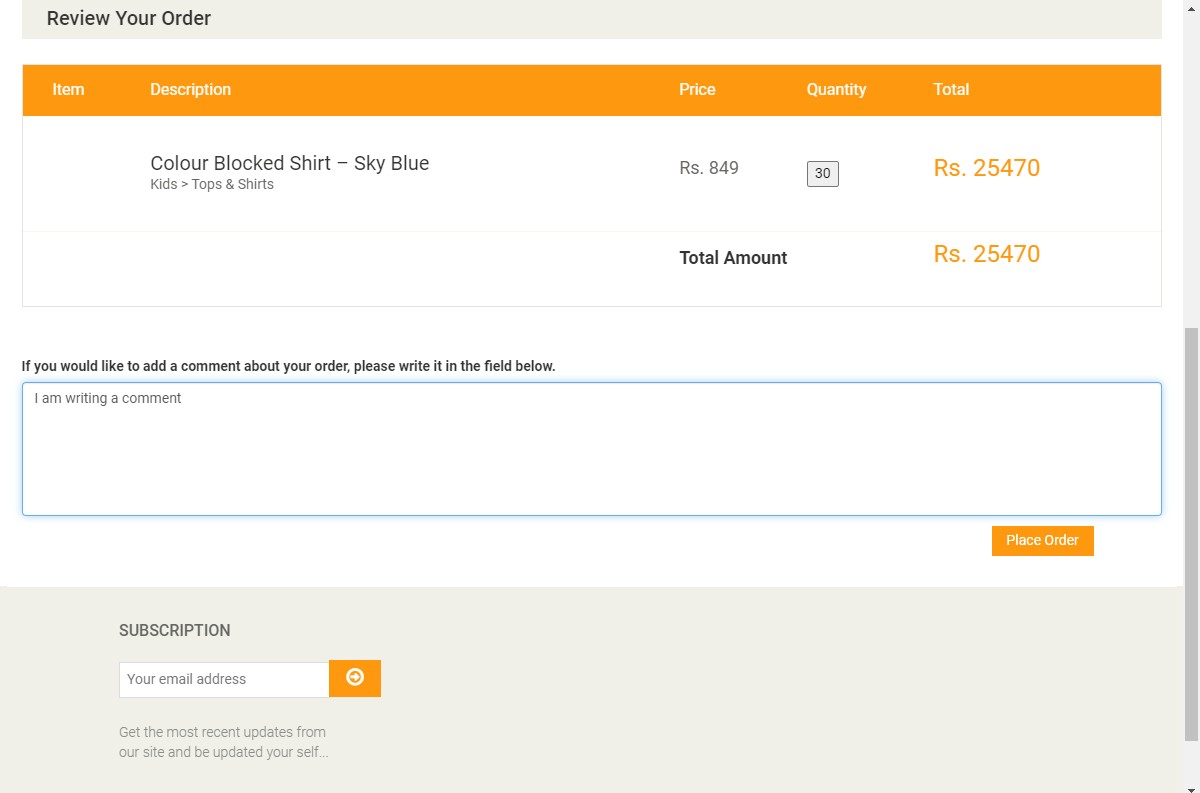 Review Your Order
Item Description Price Quantity Total
Colour Blocked Shirt – Sky Blue Rs. 849 30 Rs. 25470
Kids > Tops & Shirts
Total Amount Rs. 25470
If you would like to add a comment about your order, please write it in the field below.
I am writing a comment
Place Order
SUBSCRIPTION
Your email address
Get the most recent updates from
our site and be updated your self...